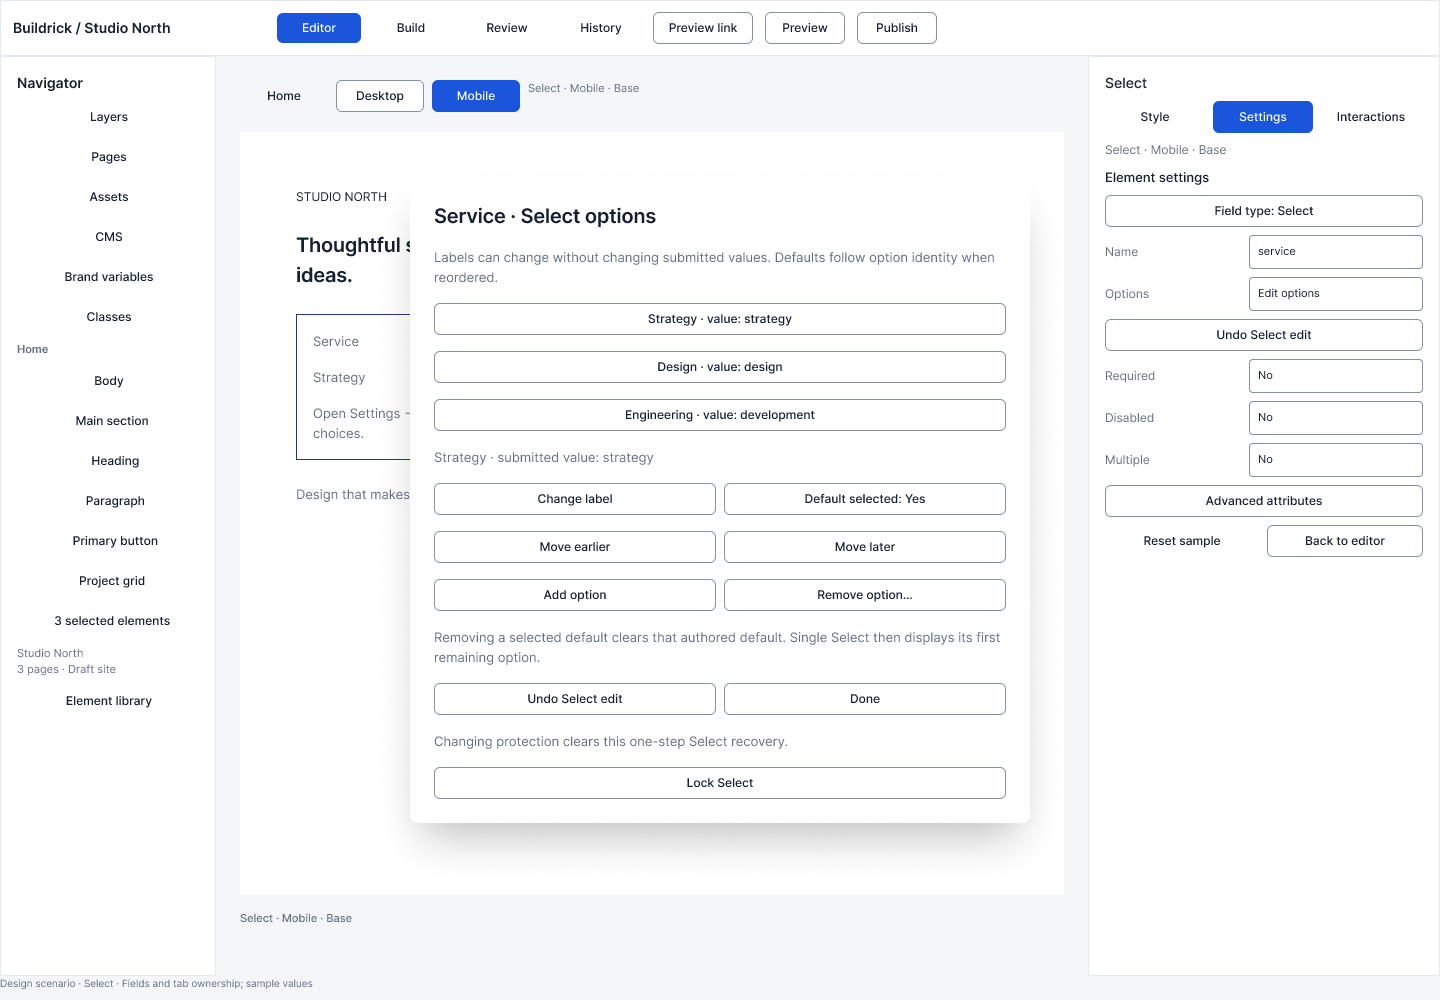 Buildrick / Studio North
Editor
Build
Review
History
Preview link
Preview
Publish
Navigator
Layers
Pages
Assets
CMS
Brand variables
Classes
Home
Body
Main section
Heading
Paragraph
Primary button
Project grid
3 selected elements
Studio North
3 pages · Draft site
Element library
Home
Desktop
Mobile
Select · Mobile · Base
STUDIO NORTH
Thoughtful
ideas.
Service
Strategy
Open Settings
choices.
Design that makes
Service · Select options
Labels can change without changing submitted values. Defaults follow option identity when
reordered.
Strategy · value: strategy
Design · value: design
Engineering · value: development
Strategy · submitted value: strategy
Change label
Default selected: Yes
Move earlier
Move later
Add option
Remove option...
Removing a selected default clears that authored default. Single Select then displays its first
remaining option.
Undo Select edit
Done
Changing protection clears this one-step Select recovery.
Lock Select
Select · Mobile · Base
Select
Style
Settings
Interactions
Select · Mobile · Base
Element settings
Field type: Select
Name
service
Options
Edit options
Undo Select edit
Required
No
Disabled
No
Multiple
No
Advanced attributes
Reset sample
Back to editor
Design scenario · Select · Fields and tab ownership; sample values